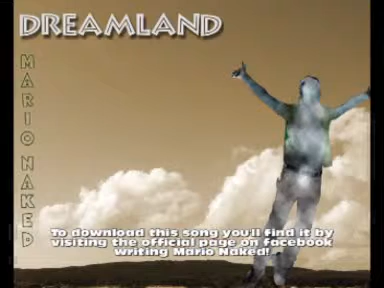 DREAMLAND
MARIO NAKED
To download this song you'll find it by
visiting the official page on facebook
writing Mario Naked!